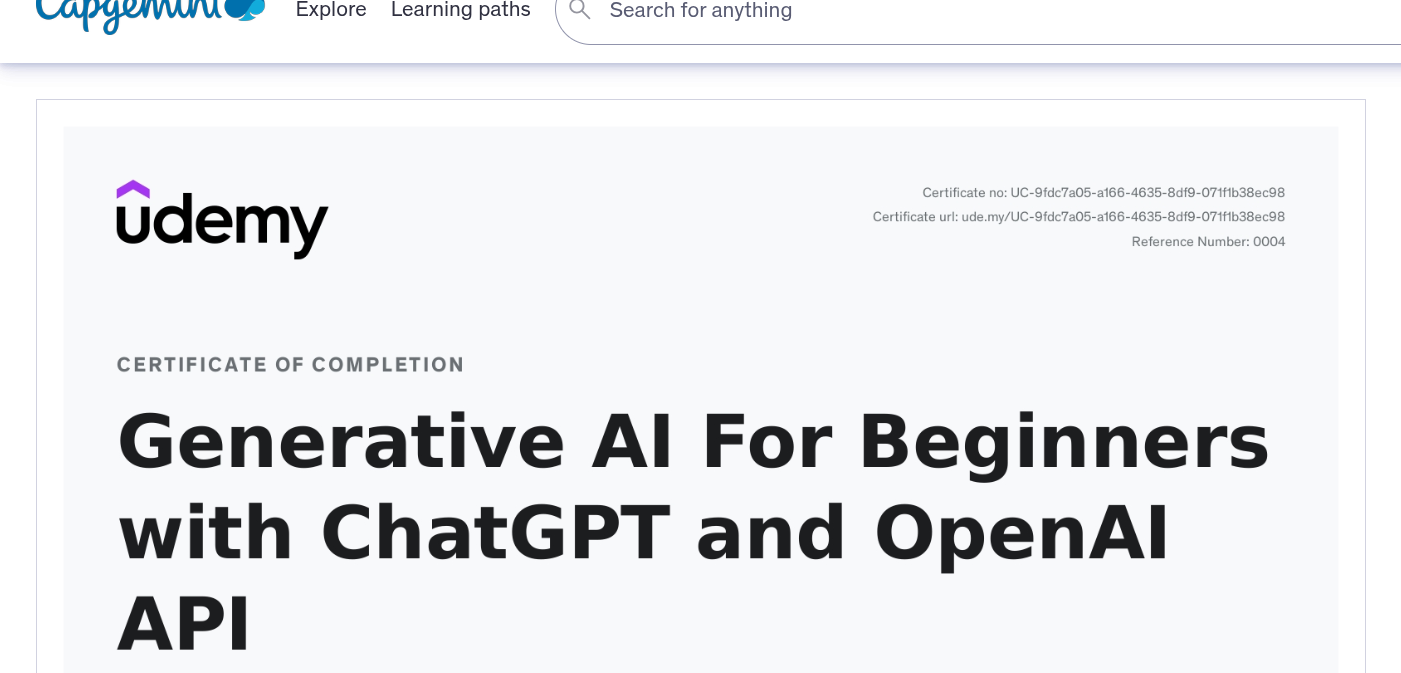 Capgemini
Explore
Learning paths
Search for anything
udemy
Certificate no: UC-9fdc7a05-a166-4635-8df9-071f1b38ec98
Certificate url: ude.my/UC-9fdc7a05-a166-4635-8df9-071f1b38ec98
Reference Number: 0004
CERTIFICATE OF COMPLETION
Generative AI For Beginners
with ChatGPT and OpenAI
API